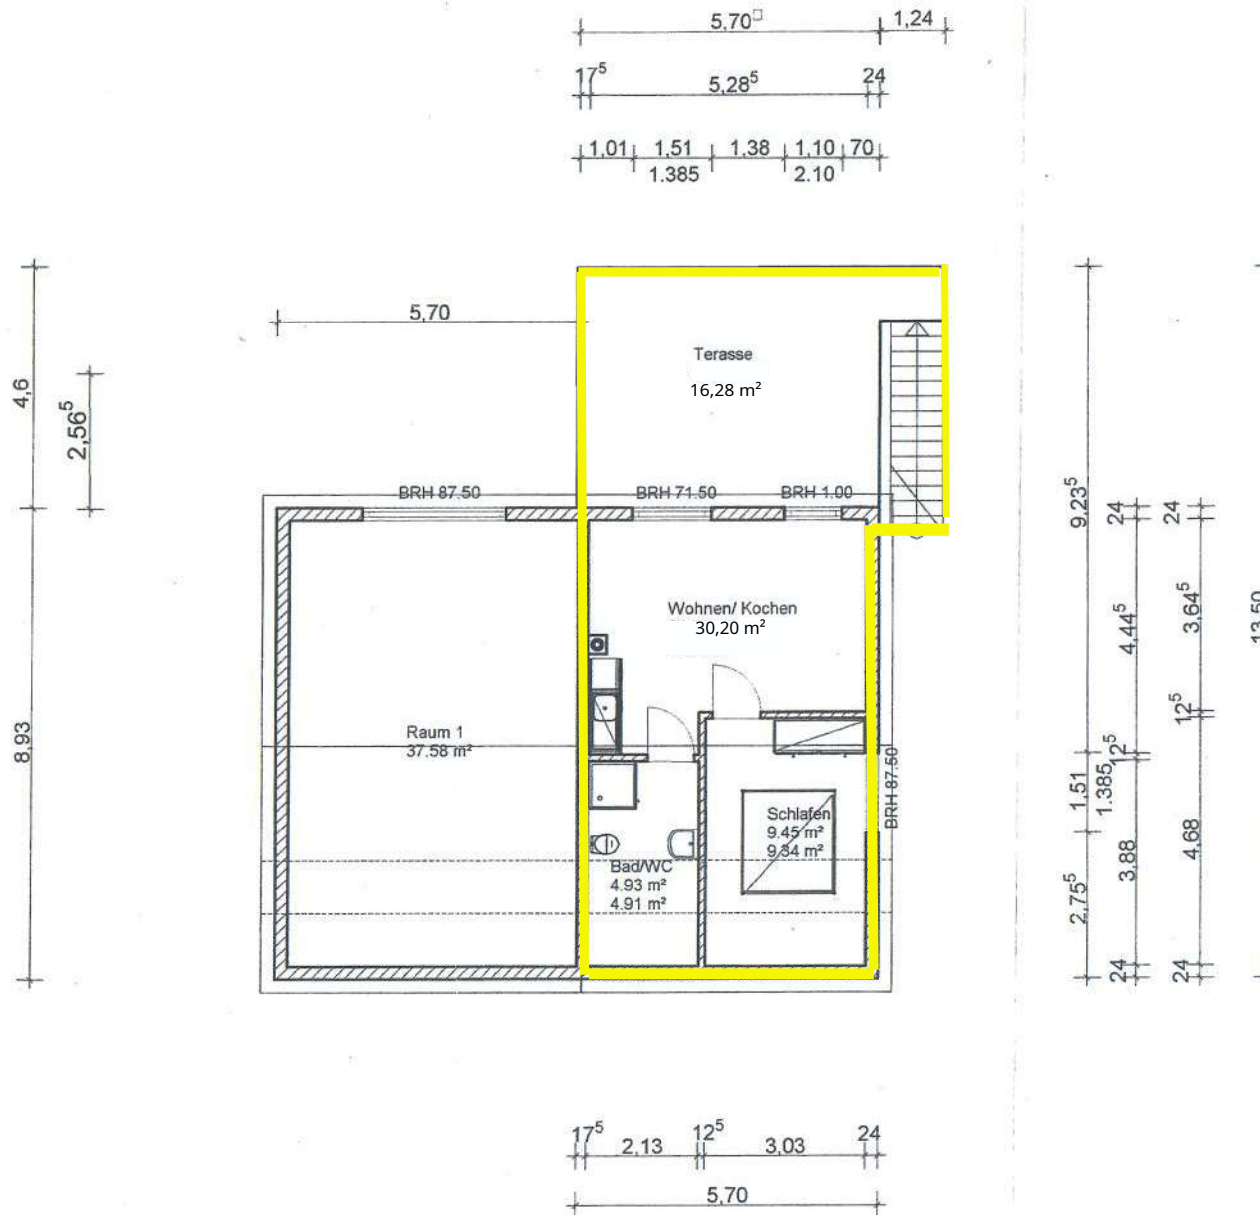 5,70□
1,24
17⁵
5,28⁵
24
1,01
1,51
1,38
1,10
70
1.385
2.10
5,70
4,6
2,56⁵
Terasse
16,28 m²
BRH 87.50
BRH 71.50
BRH 1.00
9,23⁵
24
24
13,50
Wohnen/ Kochen
30,20 m²
4,44⁵
3,64⁵
8,93
Raum 1
37.58 m²
12⁵
12⁵
BRH 87.50
1,51
1.385
Schlafen
9.45 m²
9.34 m²
Bad/WC
4.93 m²
4.91 m²
3,88
4,68
2,75⁵
24
24
17⁵
2,13
12⁵
3,03
24
5,70